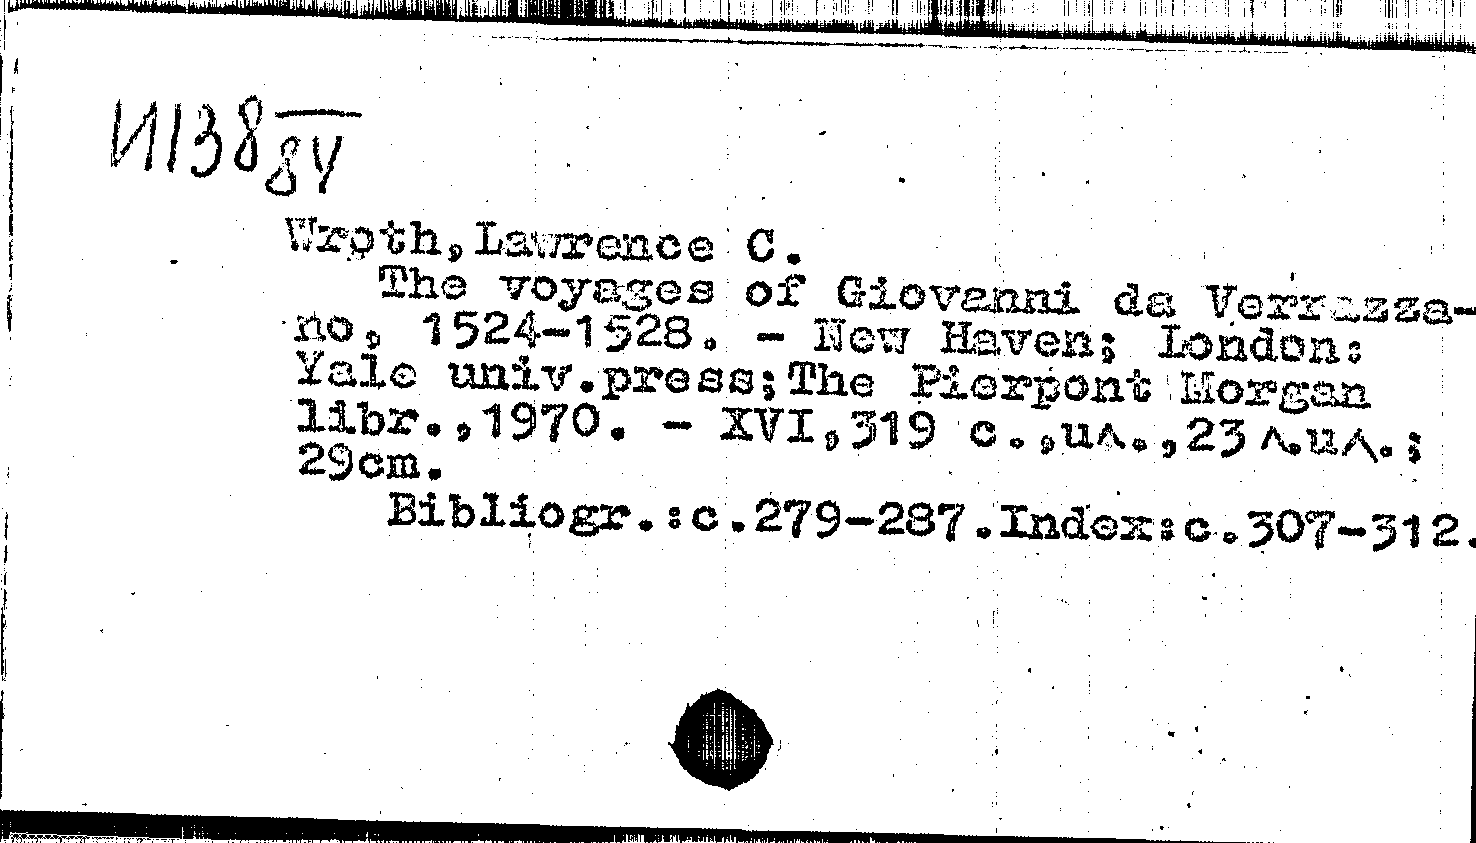 И138
84
Wroth,Lawrence C.
The voyages of Giovanni da Verrazza-
no, 1524-1528. - New Haven; London:
Yale univ.press;The Pierpont Morgan
libr.,1970. - XVI,319 c.,ил.,23 л.ил.;
29cm.
Bibliogr.:c.279-287.Index:c.307-312.